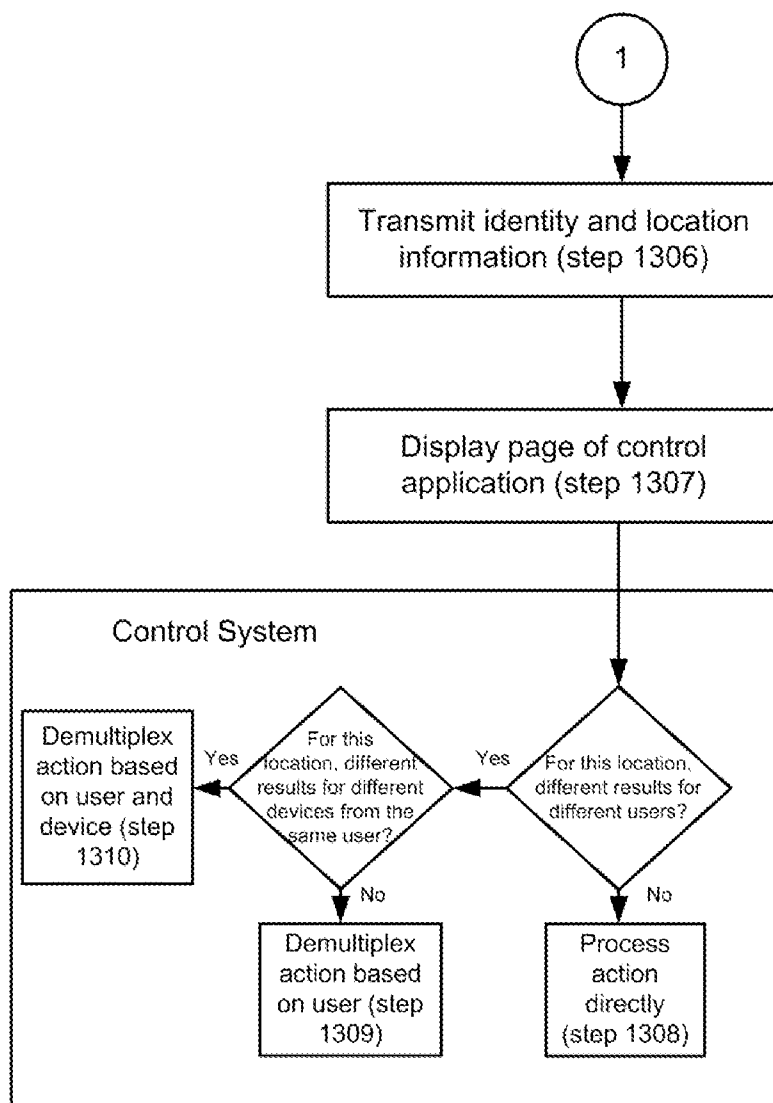 1
Transmit identity and location
information (step 1306)
Display page of control
application (step 1307)
Control System
Demultiplex
action based
on user and
device (step
1310)
Yes
For this
location, different
results for different
devices from the
same user?
Yes
For this location,
different results for
different users?
No
No
Demultiplex
action based
on user (step
1309)
Process
action
directly
(step 1308)